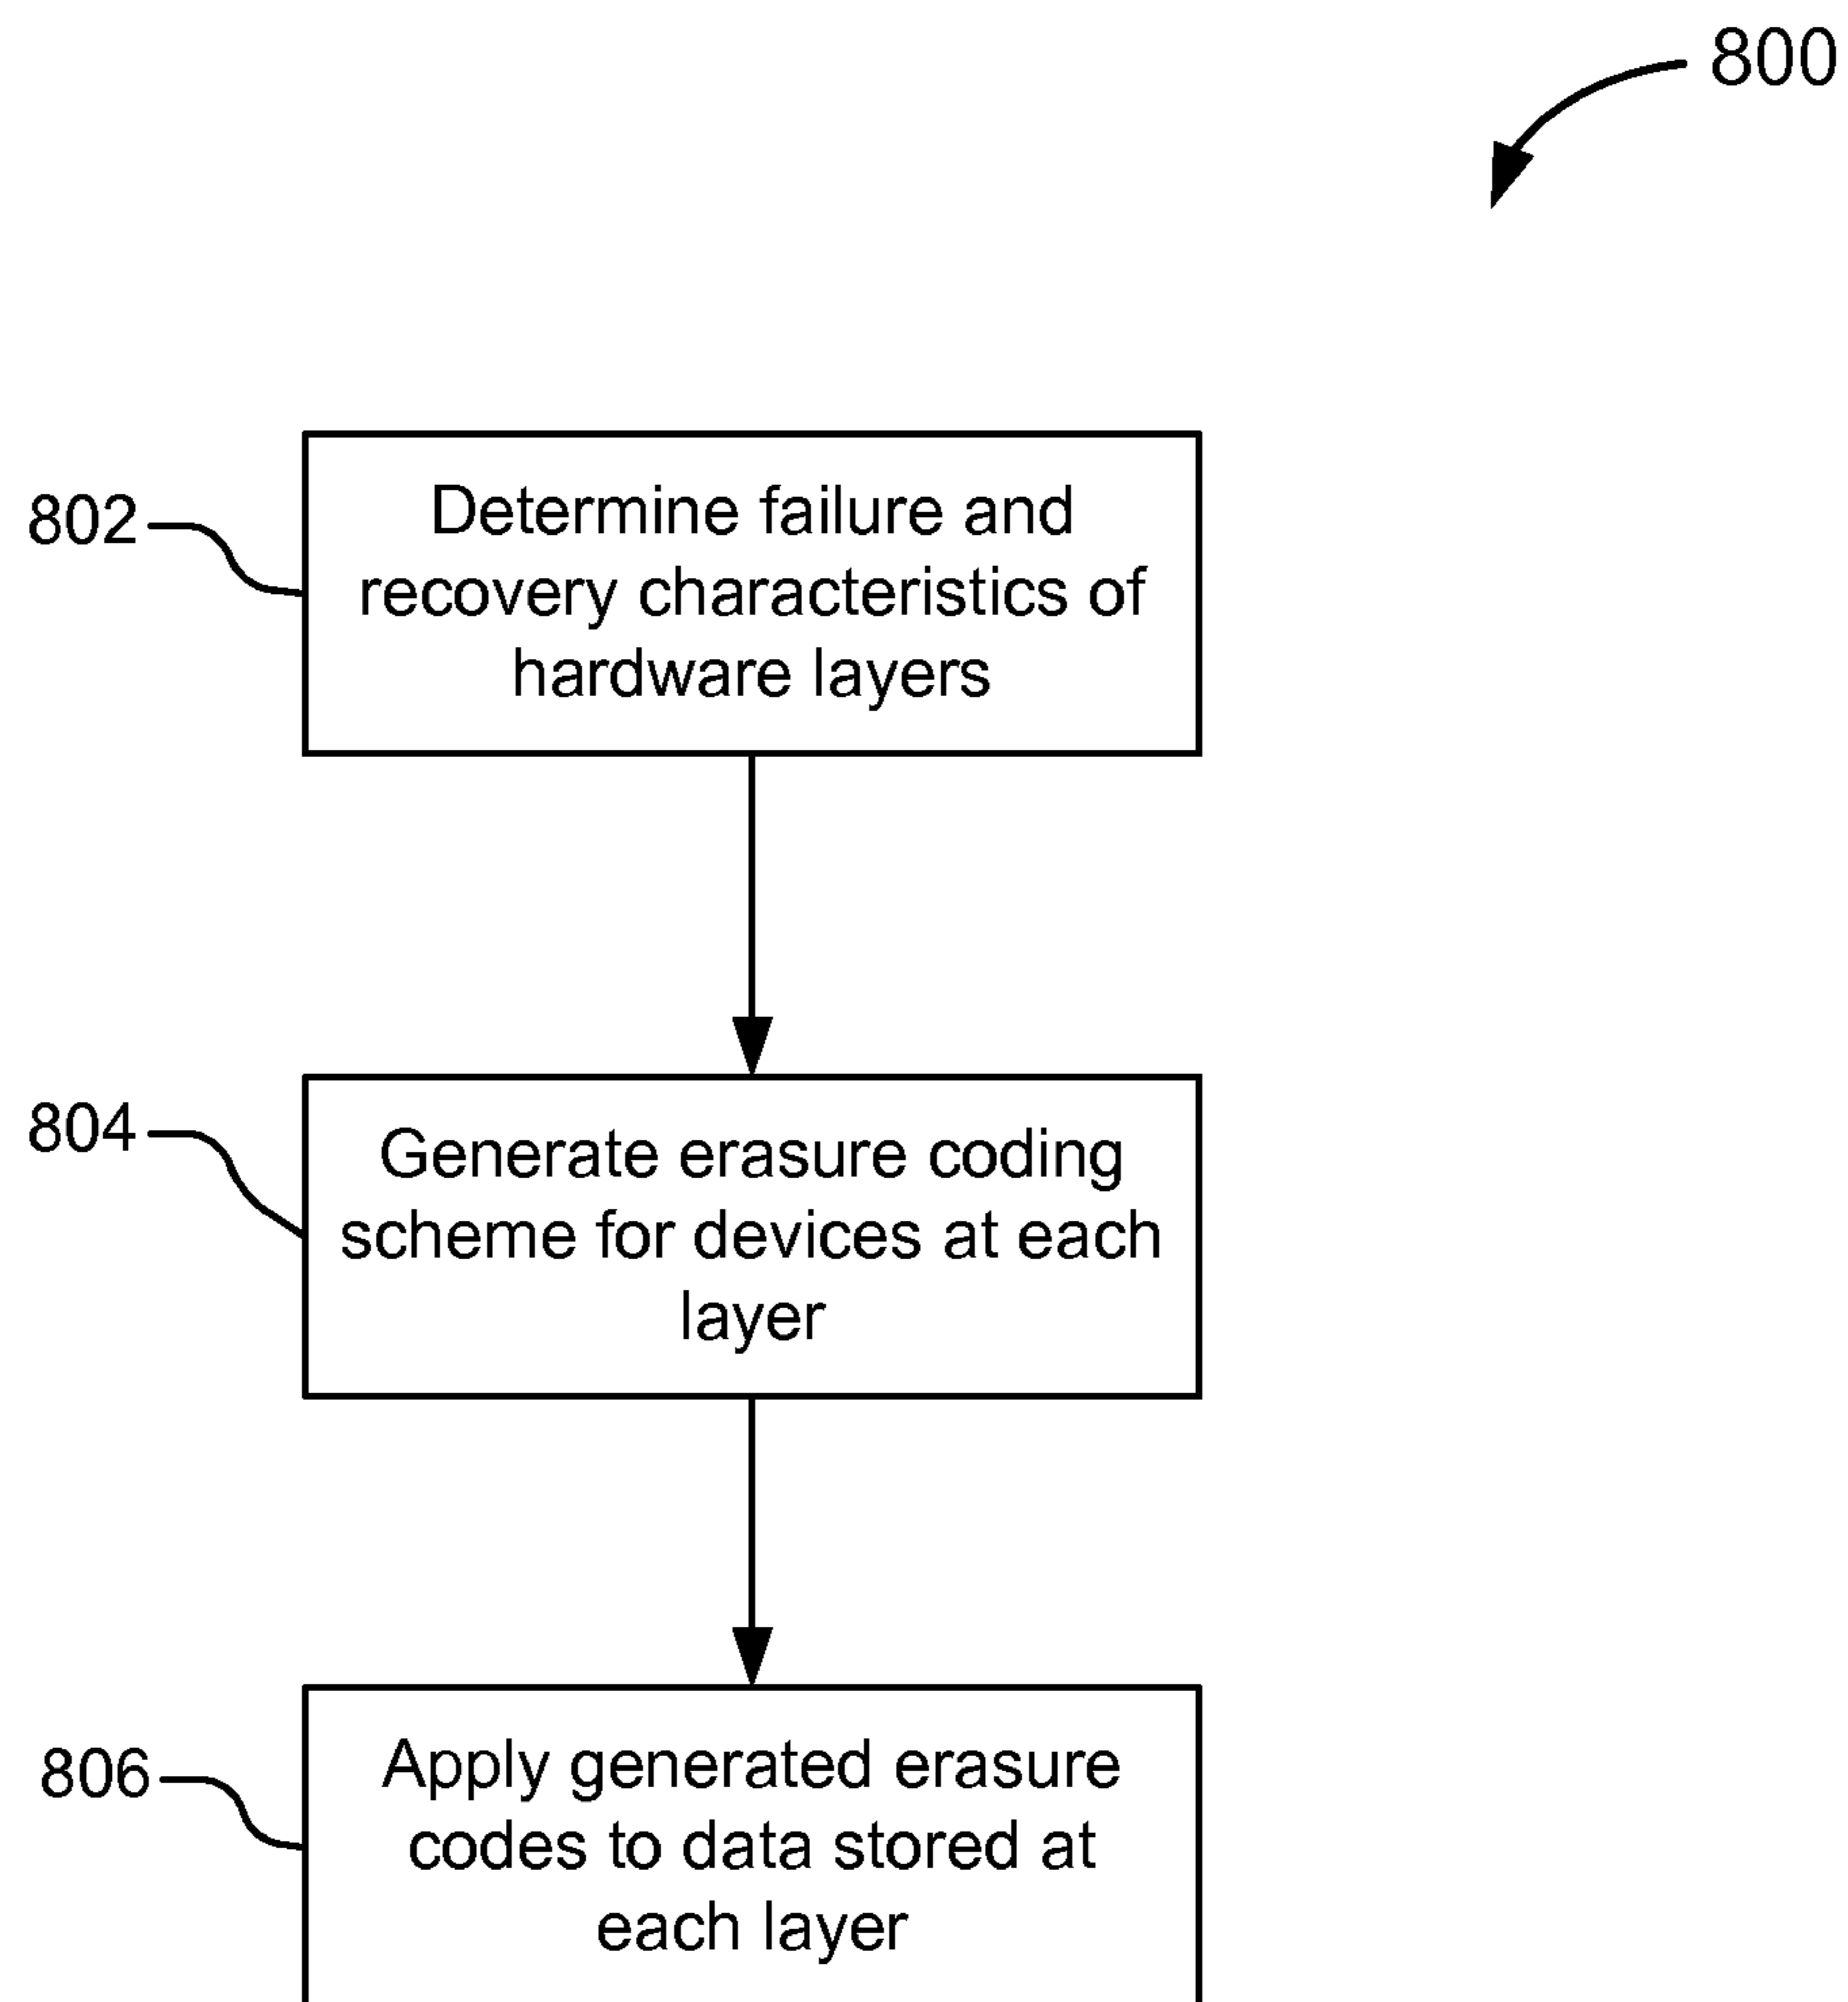 800
802
Determine failure and
recovery characteristics of
hardware layers
804
Generate erasure coding
scheme for devices at each
layer
806
Apply generated erasure
codes to data stored at
each layer